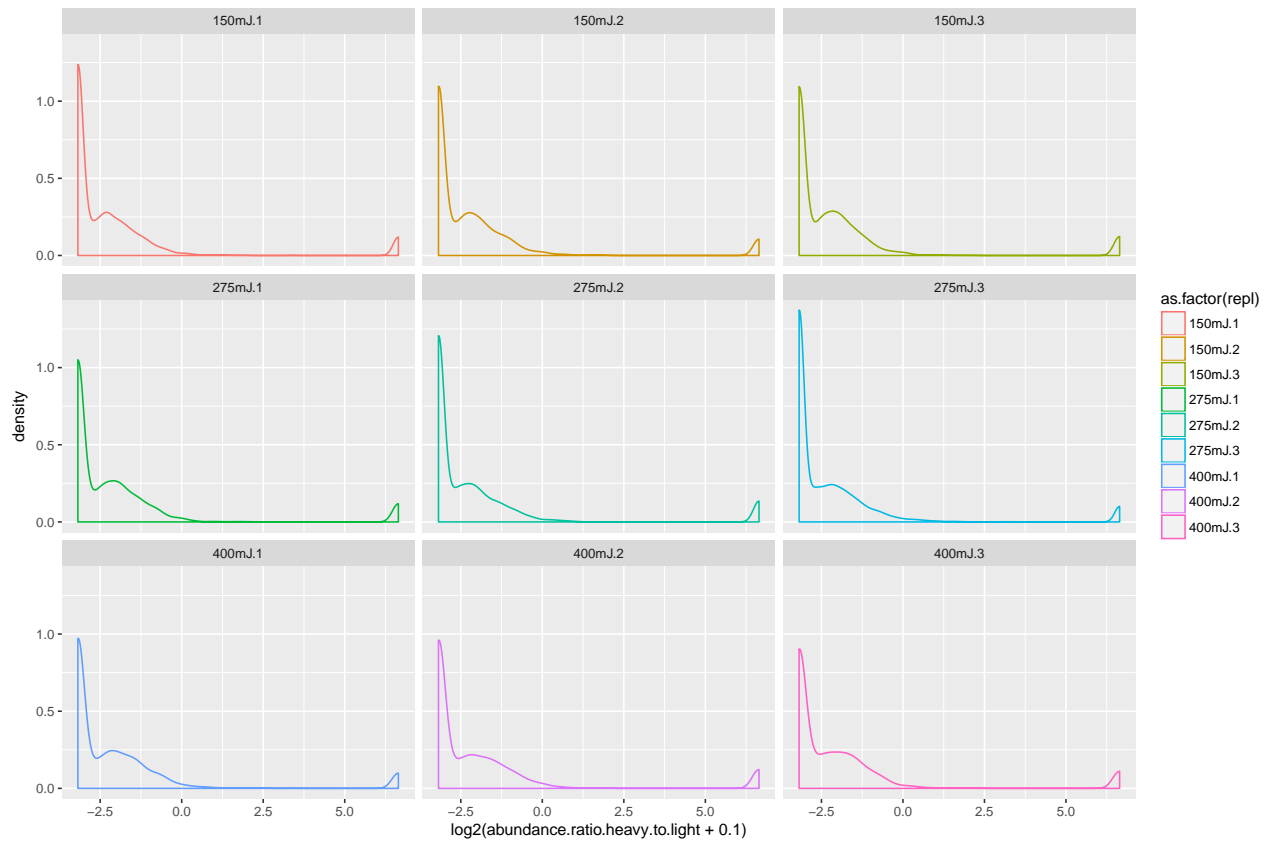 150mJ.1 150mJ.2 150mJ.3
1.0
0.5
0.0
275mJ.1 275mJ.2 275mJ.3
1.0
0.5
0.0
400mJ.1 400mJ.2 400mJ.3
1.0
0.5
0.0
−2.5 0.0 2.5 5.0 −2.5 0.0 2.5 5.0 −2.5 0.0 2.5 5.0
log2(abundance.ratio.heavy.to.light + 0.1)
density
as.factor(repl)
150mJ.1
150mJ.2
150mJ.3
275mJ.1
275mJ.2
275mJ.3
400mJ.1
400mJ.2
400mJ.3